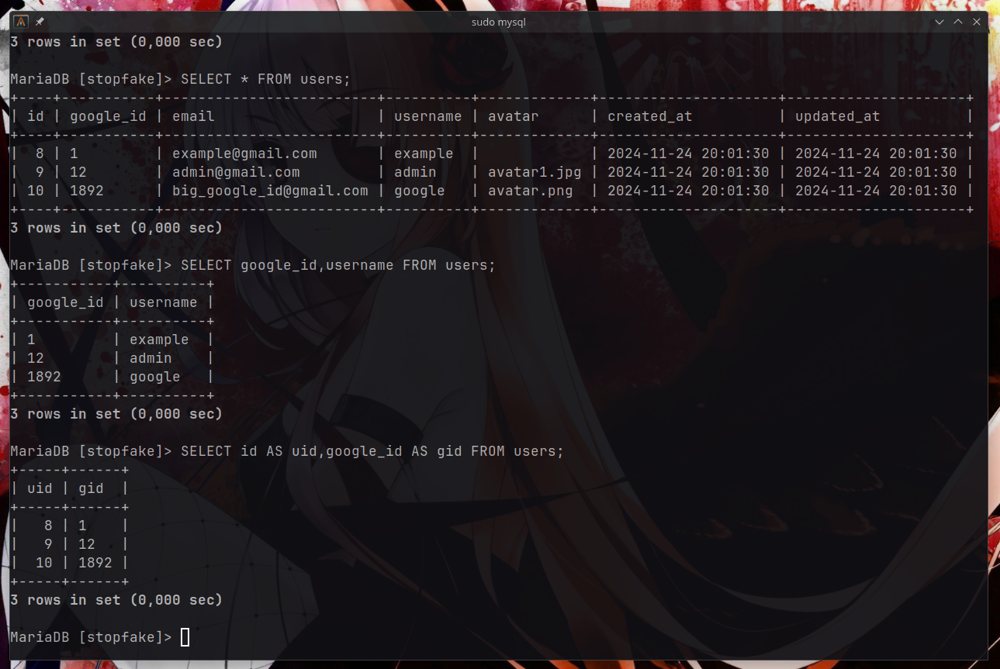 sudo mysql
3 rows in set (0,000 sec)
MariaDB [stopfake]> SELECT * FROM users;
+----+-----------+-------------------------+----------+-------------+---------------------+---------------------+
| id | google_id | email                   | username | avatar      | created_at          | updated_at          |
+----+-----------+-------------------------+----------+-------------+---------------------+---------------------+
|  8 | 1         | example@gmail.com       | example  |             | 2024-11-24 20:01:30 | 2024-11-24 20:01:30 |
|  9 | 12        | admin@gmail.com         | admin    | avatar1.jpg | 2024-11-24 20:01:30 | 2024-11-24 20:01:30 |
| 10 | 1892      | big_google_id@gmail.com | google   | avatar.png  | 2024-11-24 20:01:30 | 2024-11-24 20:01:30 |
+----+-----------+-------------------------+----------+-------------+---------------------+---------------------+
3 rows in set (0,000 sec)
MariaDB [stopfake]> SELECT google_id,username FROM users;
+-----------+----------+
| google_id | username |
+-----------+----------+
| 1         | example  |
| 12        | admin    |
| 1892      | google   |
+-----------+----------+
3 rows in set (0,000 sec)
MariaDB [stopfake]> SELECT id AS uid,google_id AS gid FROM users;
+-----+------+
| uid | gid  |
+-----+------+
|   8 | 1    |
|   9 | 12   |
|  10 | 1892 |
+-----+------+
3 rows in set (0,000 sec)
MariaDB [stopfake]>